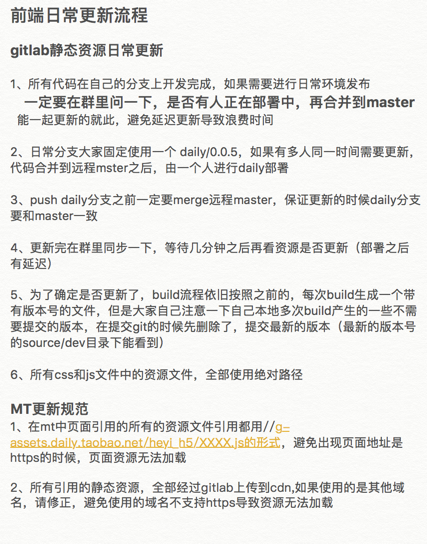 前端日常更新流程
gitlab静态资源日常更新
1、所有代码在自己的分支上开发完成，如果需要进行日常环境发布
一定要在群里问一下，是否有人正在部署中，再合并到master
能一起更新的就此，避免延迟更新导致浪费时间
2、日常分支大家固定使用一个 daily/0.0.5，如果有多人同一时间需要更新，
代码合并到远程mster之后，由一个人进行daily部署
3、push daily分支之前一定要merge远程master，保证更新的时候daily分支
要和master一致
4、更新完在群里同步一下，等待几分钟之后再看资源是否更新（部署之后
有延迟）
5、为了确定是否更新了，build流程依旧按照之前的，每次build生成一个带
有版本号的文件，但是大家自己注意一下自己本地多次build产生的一些不需
要提交的版本，在提交git的时候先删除了，提交最新的版本（最新的版本号
的source/dev目录下能看到）
6、所有css和js文件中的资源文件，全部使用绝对路径
MT更新规范
1、在mt中页面引用的所有的资源文件引用都用//g-
assets.daily.taobao.net/heyl_h5/XXXX.js的形式，避免出现页面地址是
https的时候，页面资源无法加载
2、所有引用的静态资源，全部经过gitlab上传到cdn,如果使用的是其他域
名，请修正，避免使用的域名不支持https导致资源无法加载